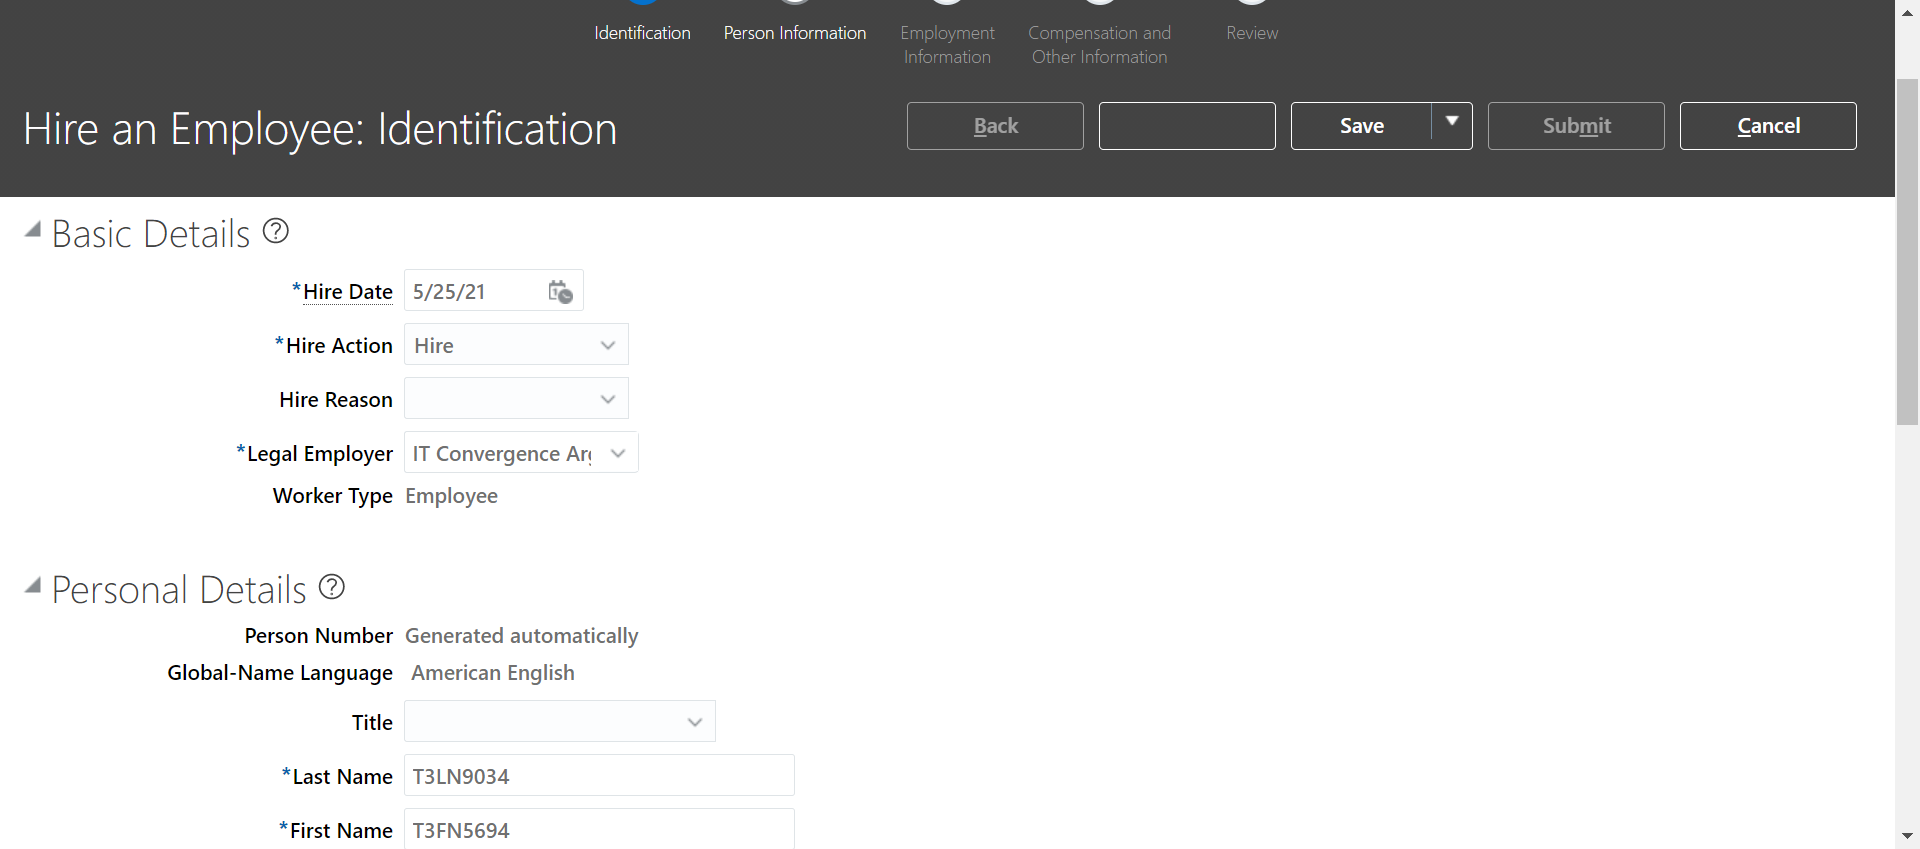 Identification
Person Information
Employment
Information
Compensation and
Other Information
Review
Hire an Employee: Identification
Back
Save
Submit
Cancel
Basic Details ?
*Hire Date 5/25/21
*Hire Action Hire
Hire Reason
*Legal Employer IT Convergence Arg
Worker Type Employee
Personal Details ?
Person Number Generated automatically
Global-Name Language American English
Title
*Last Name T3LN9034
*First Name T3FN5694